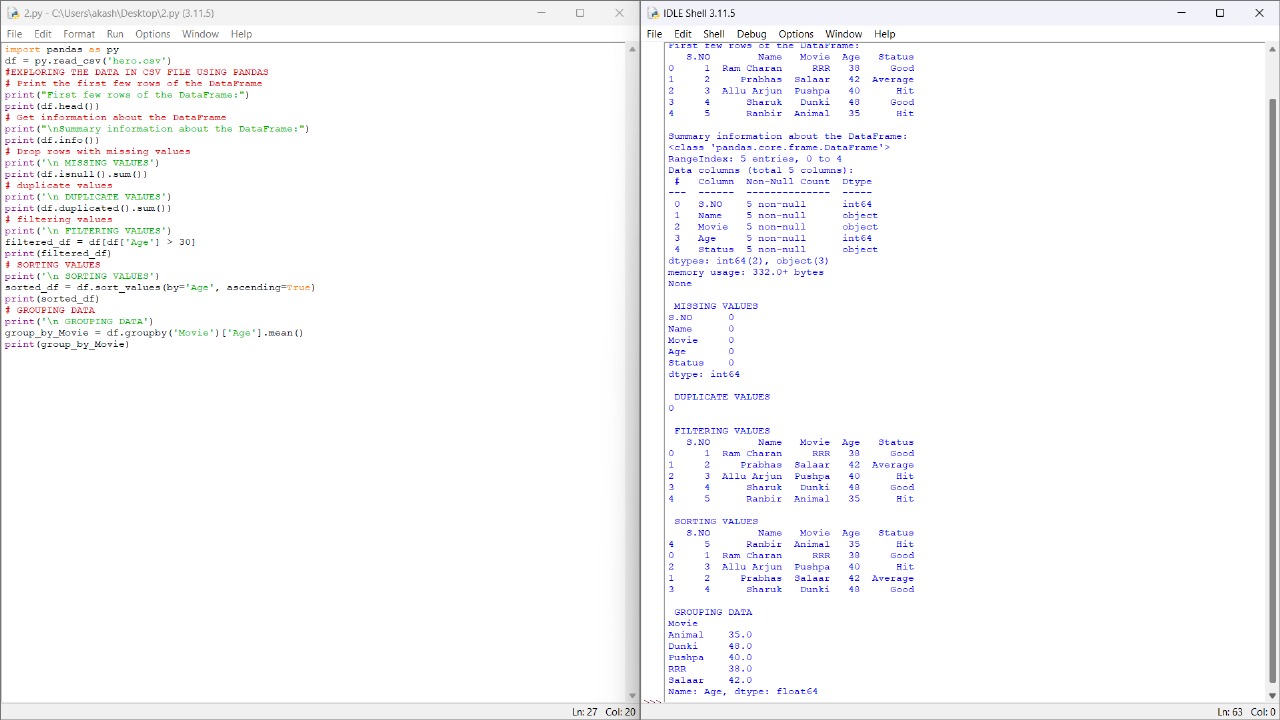 2.py - C:\Users\akash\Desktop\2.py (3.11.5)
File Edit Format Run Options Window Help
import pandas as py
df = py.read_csv('hero.csv')
#EXPLORING THE DATA IN CSV FILE USING PANDAS
# Print the first few rows of the DataFrame
print("First few rows of the DataFrame:")
print(df.head())
# Get information about the DataFrame
print("\nSummary information about the DataFrame:")
print(df.info())
# Drop rows with missing values
print('\n MISSING VALUES')
print(df.isnull().sum())
# duplicate values
print('\n DUPLICATE VALUES')
print(df.duplicated().sum())
# filtering values
print('\n FILTERING VALUES')
filtered_df = df[df['Age'] > 30]
print(filtered_df)
# SORTING VALUES
print('\n SORTING VALUES')
sorted_df = df.sort_values(by='Age', ascending=True)
print(sorted_df)
# GROUPING DATA
print('\n GROUPING DATA')
group_by_Movie = df.groupby('Movie')['Age'].mean()
print(group_by_Movie)
Ln: 27 Col: 20
IDLE Shell 3.11.5
File Edit Shell Debug Options Window Help
First few rows of the DataFrame:
S.NO Name Movie Age Status
0 1 Ram Charan RRR 38 Good
1 2 Prabhas Salaar 42 Average
2 3 Allu Arjun Pushpa 40 Hit
3 4 Sharuk Dunki 48 Good
4 5 Ranbir Animal 35 Hit
Summary information about the DataFrame:
<class 'pandas.core.frame.DataFrame'>
RangeIndex: 5 entries, 0 to 4
Data columns (total 5 columns):
# Column Non-Null Count Dtype
--- ------ -------------- -----
0 S.NO 5 non-null int64
1 Name 5 non-null object
2 Movie 5 non-null object
3 Age 5 non-null int64
4 Status 5 non-null object
dtypes: int64(2), object(3)
memory usage: 332.0+ bytes
None
MISSING VALUES
S.NO 0
Name 0
Movie 0
Age 0
Status 0
dtype: int64
DUPLICATE VALUES
0
FILTERING VALUES
S.NO Name Movie Age Status
0 1 Ram Charan RRR 38 Good
1 2 Prabhas Salaar 42 Average
2 3 Allu Arjun Pushpa 40 Hit
3 4 Sharuk Dunki 48 Good
4 5 Ranbir Animal 35 Hit
SORTING VALUES
S.NO Name Movie Age Status
4 5 Ranbir Animal 35 Hit
0 1 Ram Charan RRR 38 Good
2 3 Allu Arjun Pushpa 40 Hit
1 2 Prabhas Salaar 42 Average
3 4 Sharuk Dunki 48 Good
GROUPING DATA
Movie
Animal 35.0
Dunki 48.0
Pushpa 40.0
RRR 38.0
Salaar 42.0
Name: Age, dtype: float64
>>>
Ln: 63 Col: 0